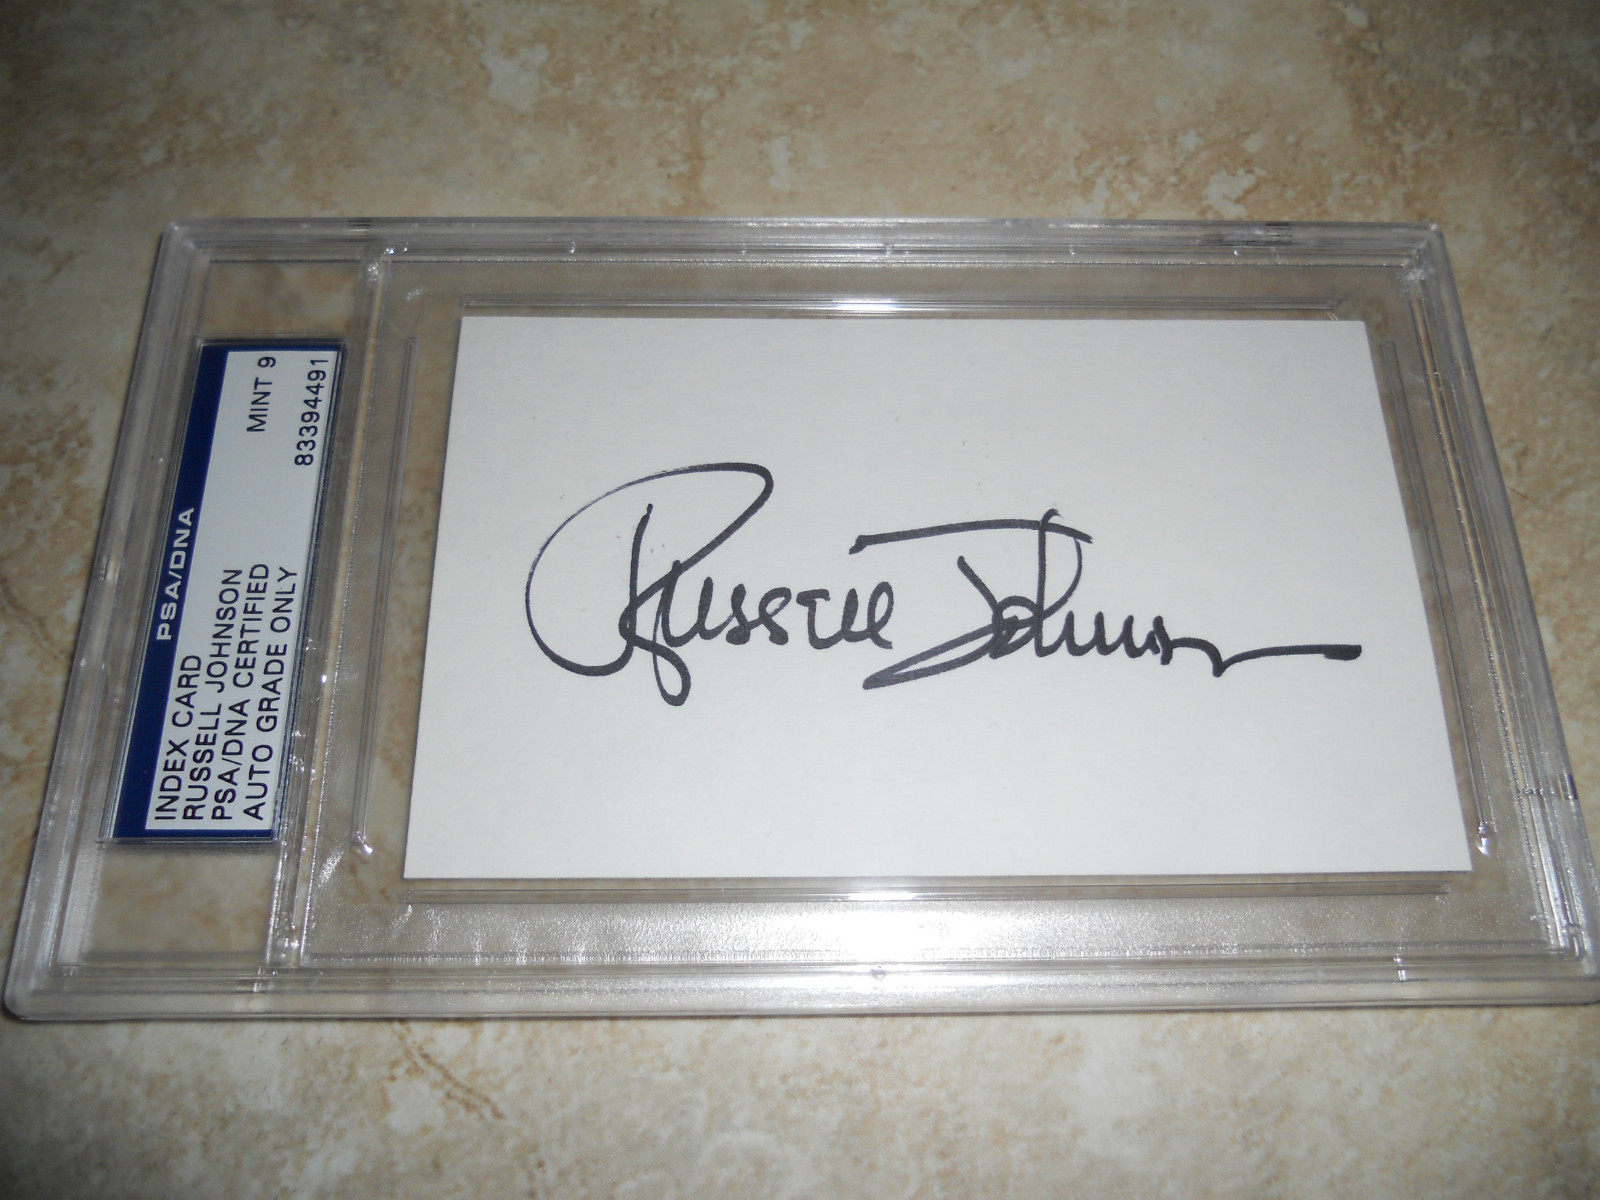 PSA/DNA
INDEX CARD
RUSSELL JOHNSON
PSA/DNA CERTIFIED
AUTO GRADE ONLY
MINT 9
83394491
Russell Johnson